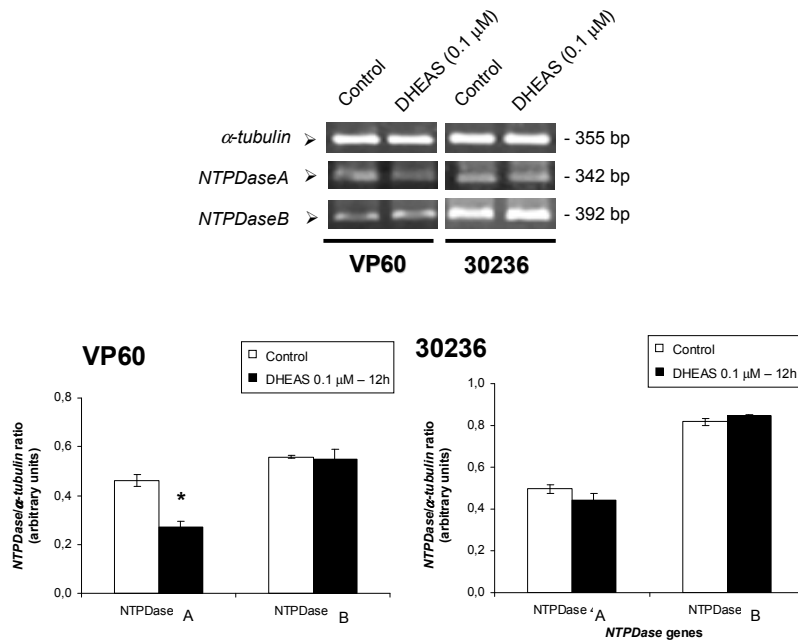 Control
DHEAS (0.1 µM)
Control
DHEAS (0.1 µM)
α-tubulin
- 355 bp
NTPDaseA
- 342 bp
NTPDaseB
- 392 bp
VP60
30236
VP60
Control
DHEAS 0.1 µM – 12h
NTPDase/α-tubulin ratio
(arbitrary units)
0,8
0,6
0,4
0,2
0,0
*
NTPDase A
NTPDase B
30236
Control
DHEAS 0.1 µM – 12h
NTPDase/α-tubulin ratio
(arbitrary units)
1,0
0,8
0,6
0,4
0,2
0,0
NTPDase 'A
NTPDase B
NTPDase genes